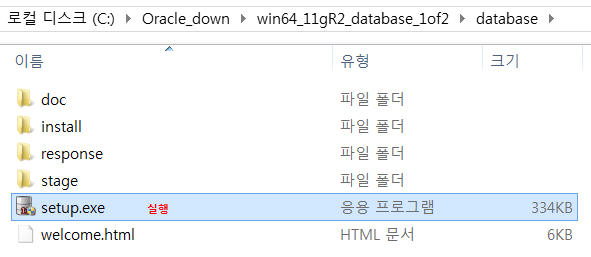 로컬 디스크 (C:) › Oracle_down › win64_11gR2_database_1of2 › database ›
이름 유형 크기
doc 파일 폴더
install 파일 폴더
response 파일 폴더
stage 파일 폴더
setup.exe 실행 응용 프로그램 334KB
welcome.html HTML 문서 6KB